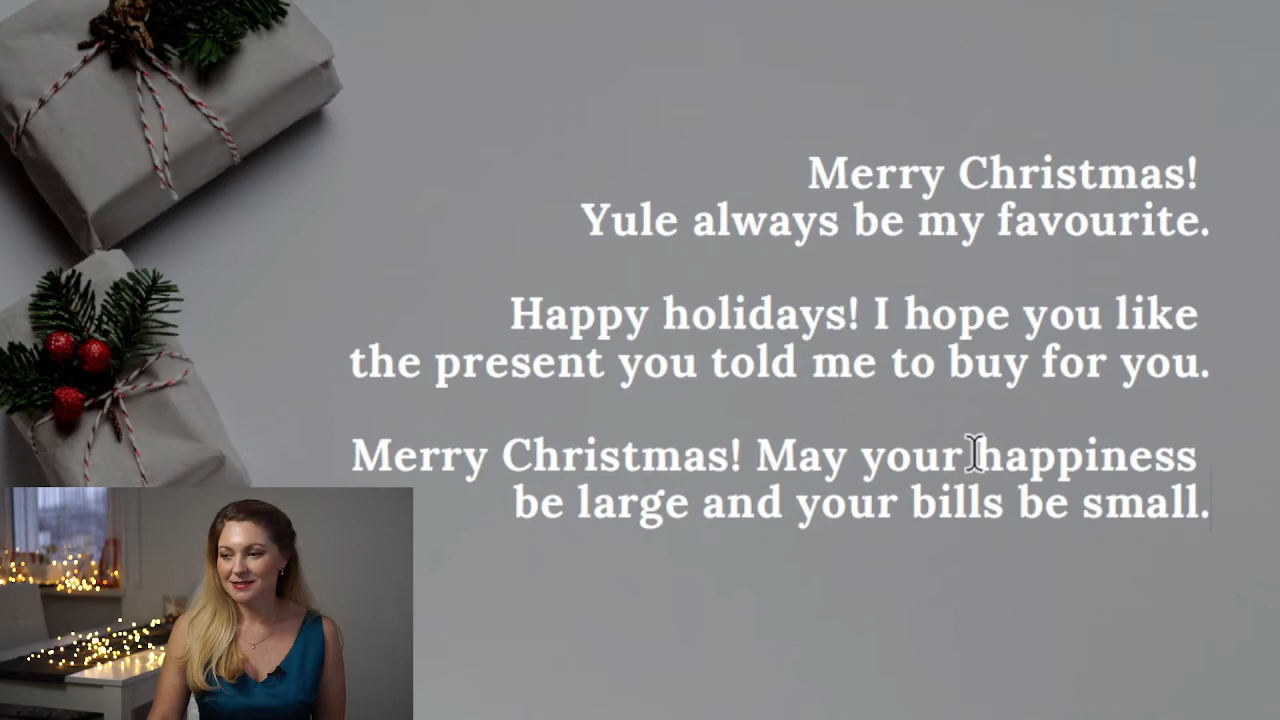 Merry Christmas!
Yule always be my favourite.
Happy holidays! I hope you like
the present you told me to buy for you.
Merry Christmas! May your happiness
be large and your bills be small.